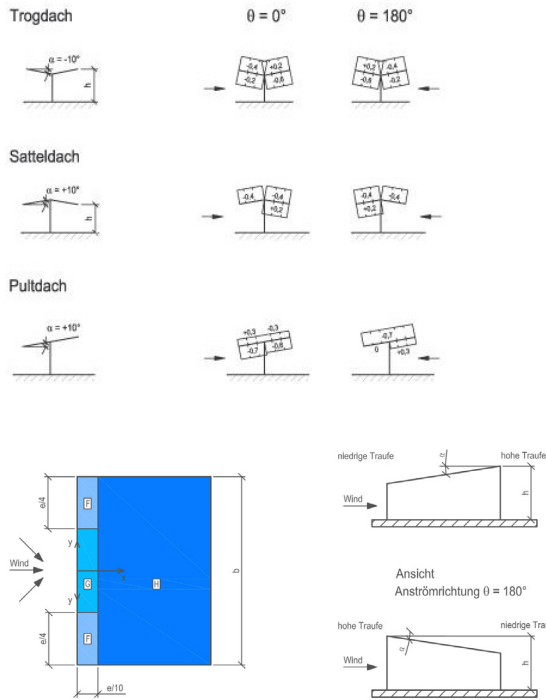 Trogdach θ = 0° θ = 180°
α = -10°
h
-0,4 +0,2
-0,2 -0,6
+0,2 -0,4
-0,6 -0,2
Satteldach
α = +10°
h
-0,4 -0,4
+0,2
-0,4 -0,4
+0,2
Pultdach
α = +10°
+0,3 -0,3
-0,7
-0,7
0 +0,3
F
e/4
y
Wind
G
x
H
b
y
e/4
F
e/10
niedrige Traufe α hohe Traufe
Wind
h
Ansicht
Anströmrichtung θ = 180°
hohe Traufe niedrige Tra
α
Wind
h